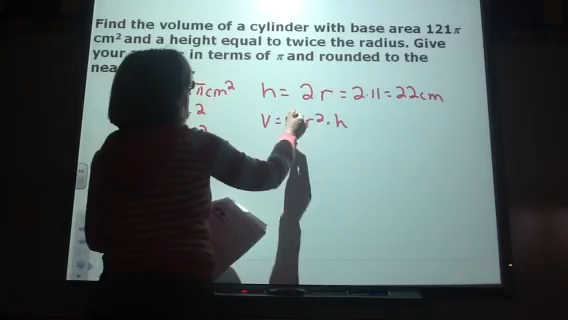 Find the volume of a cylinder with base area 121π
cm² and a height equal to twice the radius. Give
your in terms of π and rounded to the
πcm² h = 2r = 2·11 = 22cm
2 V = r²·h
2